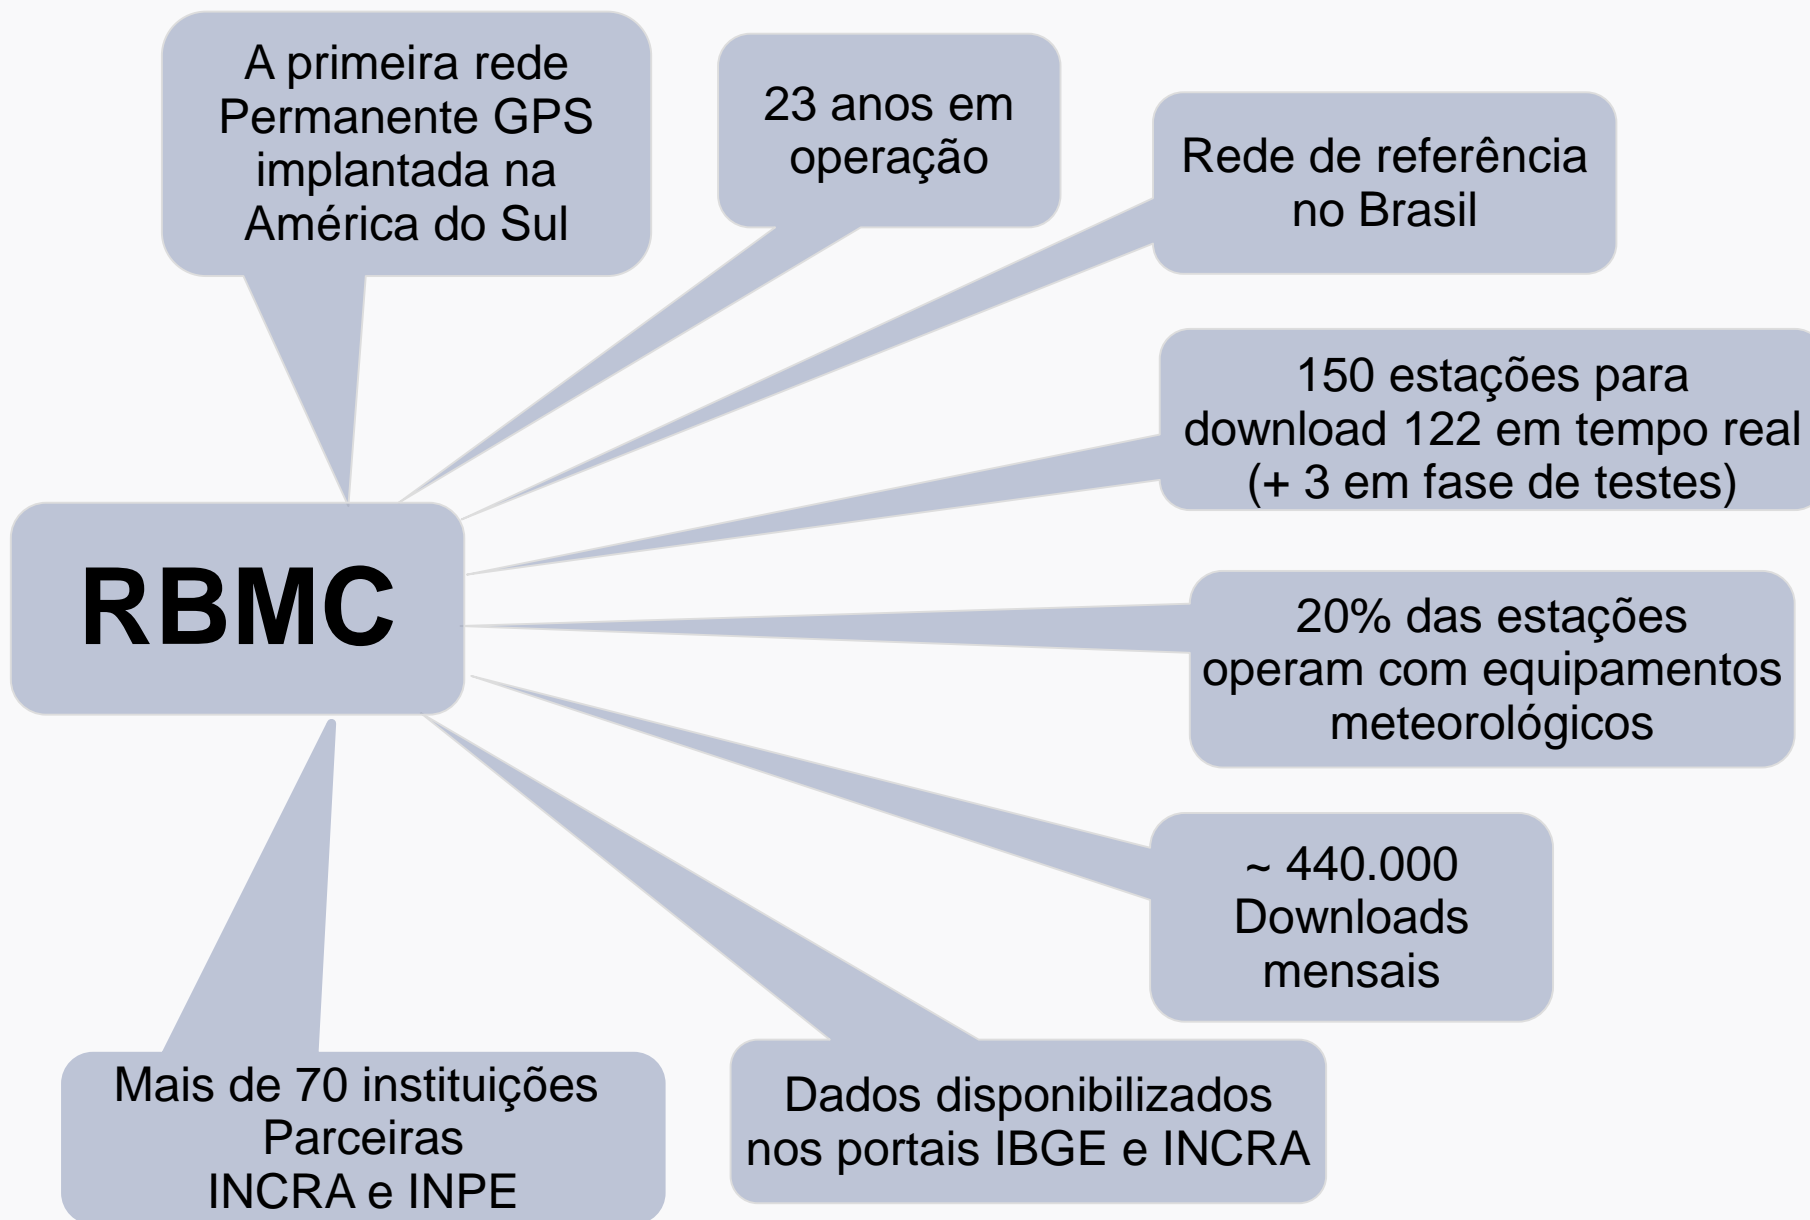 A primeira rede
Permanente GPS
implantada na
América do Sul
23 anos em
operação
Rede de referência
no Brasil
150 estações para
download 122 em tempo real
(+ 3 em fase de testes)
RBMC
20% das estações
operam com equipamentos
meteorológicos
~ 440.000
Downloads
mensais
Dados disponibilizados
nos portais IBGE e INCRA
Mais de 70 instituições
Parceiras
INCRA e INPE